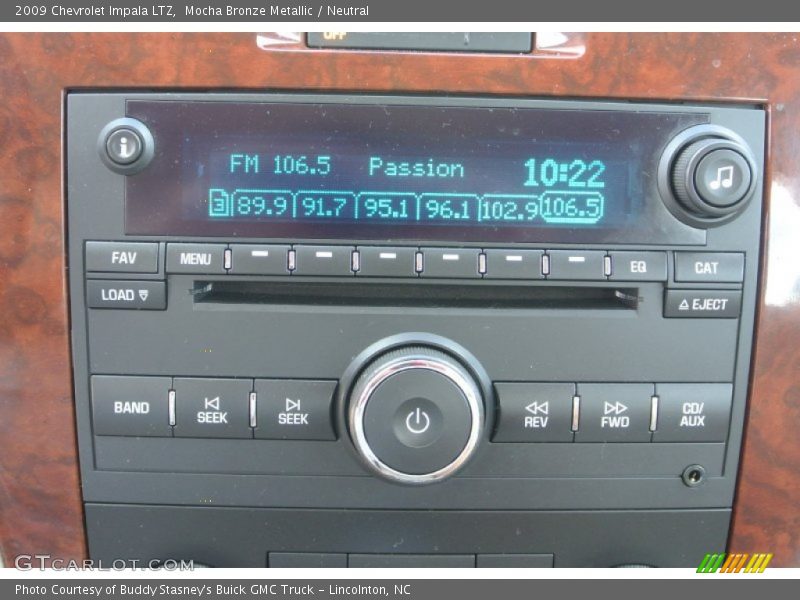 2009 Chevrolet Impala LTZ,  Mocha Bronze Metallic / Neutral
OFF
i
FM 106.5 Passion 10:22
3 89.9 91.7 95.1 96.1 102.9 106.5
FAV MENU EQ CAT
LOAD EJECT
BAND SEEK SEEK REV FWD CD/
AUX
GTCARLOT.COM
Photo Courtesy of Buddy Stasney's Buick GMC Truck - Lincolnton, NC